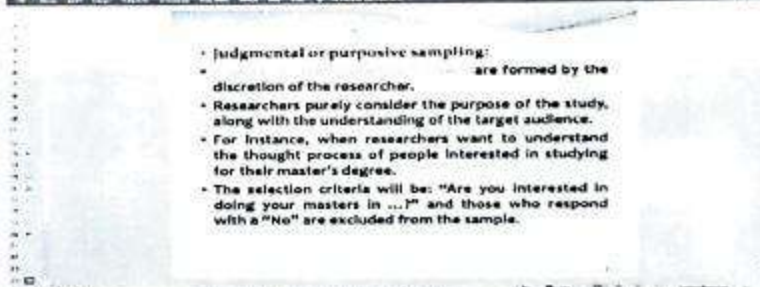 • Judgmental or purposive sampling:
• are formed by the
discretion of the researcher.
• Researchers purely consider the purpose of the study,
along with the understanding of the target audience.
• For instance, when researchers want to understand
the thought process of people interested in studying
for their master's degree.
• The selection criteria will be: "Are you interested in
doing your masters in ...?" and those who respond
with a "No" are excluded from the sample.